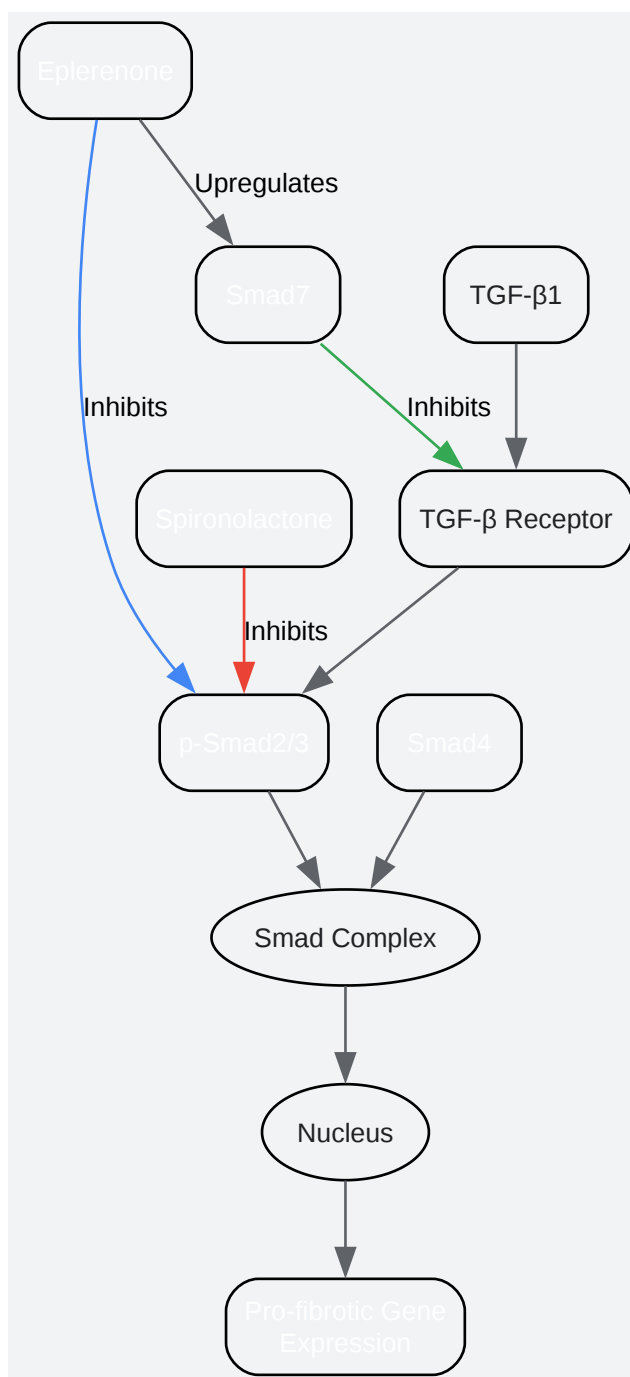 Eplerenone
Upregulates
Smad7
TGF-β1
Inhibits
Inhibits
Spironolactone
TGF-β Receptor
Inhibits
p-Smad2/3
Smad4
Smad Complex
Nucleus
Pro-fibrotic Gene
Expression